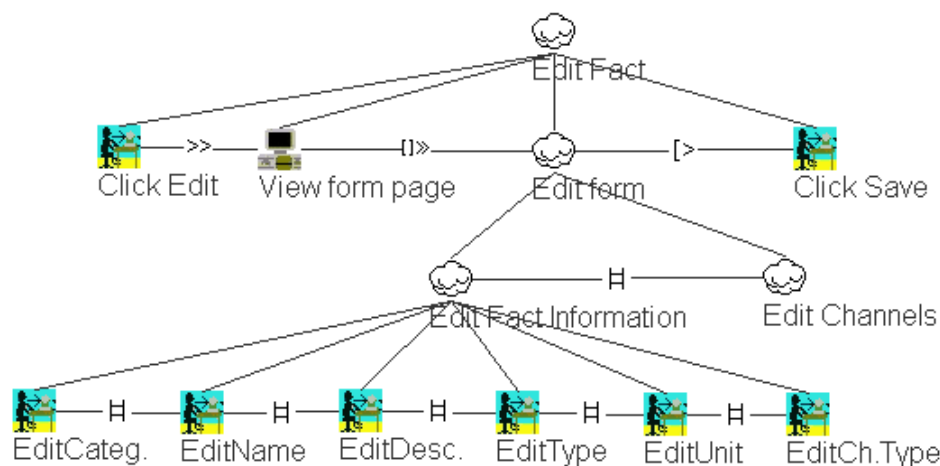 Edit Fact
>> []» [>
Click Edit View form page Edit form Click Save
H
Edit Fact Information Edit Channels
H H H H H
EditCateg. EditName EditDesc. EditType EditUnit EditCh.Type